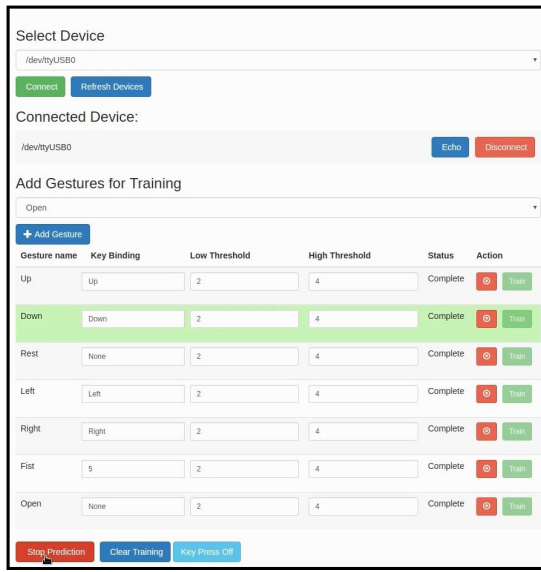 Select Device
/dev/ttyUSB0
Connect Refresh Devices
Connected Device:
/dev/ttyUSB0 Echo Disconnect
Add Gestures for Training
Open
+ Add Gesture
Gesture name Key Binding Low Threshold High Threshold Status Action
Up Up 2 4 Complete Train
Down Down 2 4 Complete Train
Rest None 2 4 Complete Train
Left Left 2 4 Complete Train
Right Right 2 4 Complete Train
Fist 5 2 4 Complete Train
Open None 2 4 Complete Train
Stop Prediction Clear Training Key Press Off